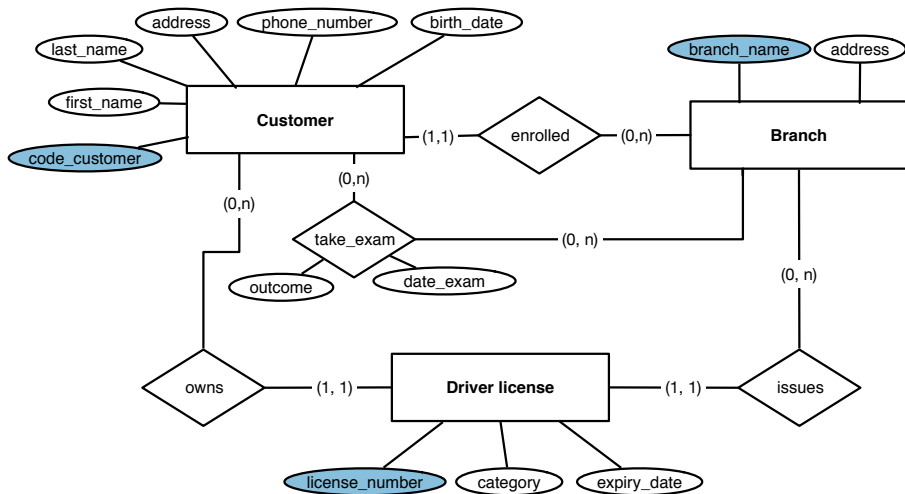 address
phone_number
birth_date
last_name
branch_name
address
first_name
Customer
(1,1)
enrolled
(0,n)
Branch
code_customer
(0,n)
(0,n)
take_exam
(0, n)
outcome
date_exam
(0, n)
owns
(1, 1)
Driver license
(1, 1)
issues
license_number
category
expiry_date